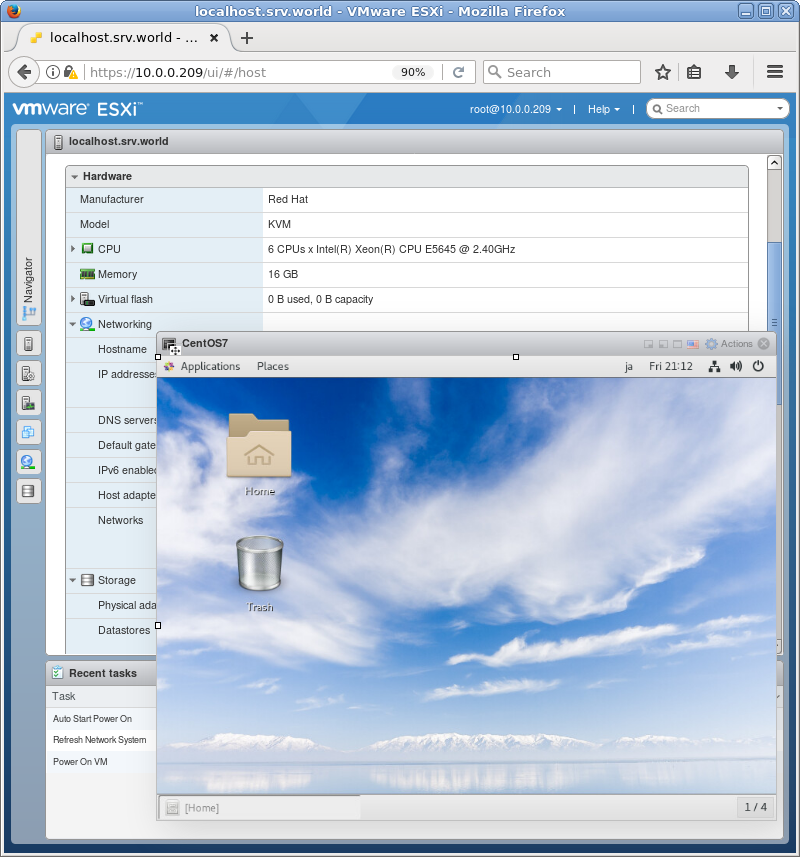 localhost.srv.world - VMware ESXi - Mozilla Firefox
localhost.srv.world - ...
https://10.0.0.209/ui/#/host
90%
Search
vmware ESXi™
root@10.0.0.209
Help
Search
Navigator
localhost.srv.world
Hardware
Manufacturer Red Hat
Model KVM
CPU 6 CPUs x Intel(R) Xeon(R) CPU E5645 @ 2.40GHz
Memory 16 GB
Virtual flash 0 B used, 0 B capacity
Networking
Hostname
IP addresses
DNS servers
Default gate
IPv6 enable
Host adapte
Networks
Storage
Physical ada
Datastores
CentOS7
Actions
Applications Places ja Fri 21:12
Home
Trash
[Home]
1 / 4
Recent tasks
Task
Auto Start Power On
Refresh Network System
Power On VM